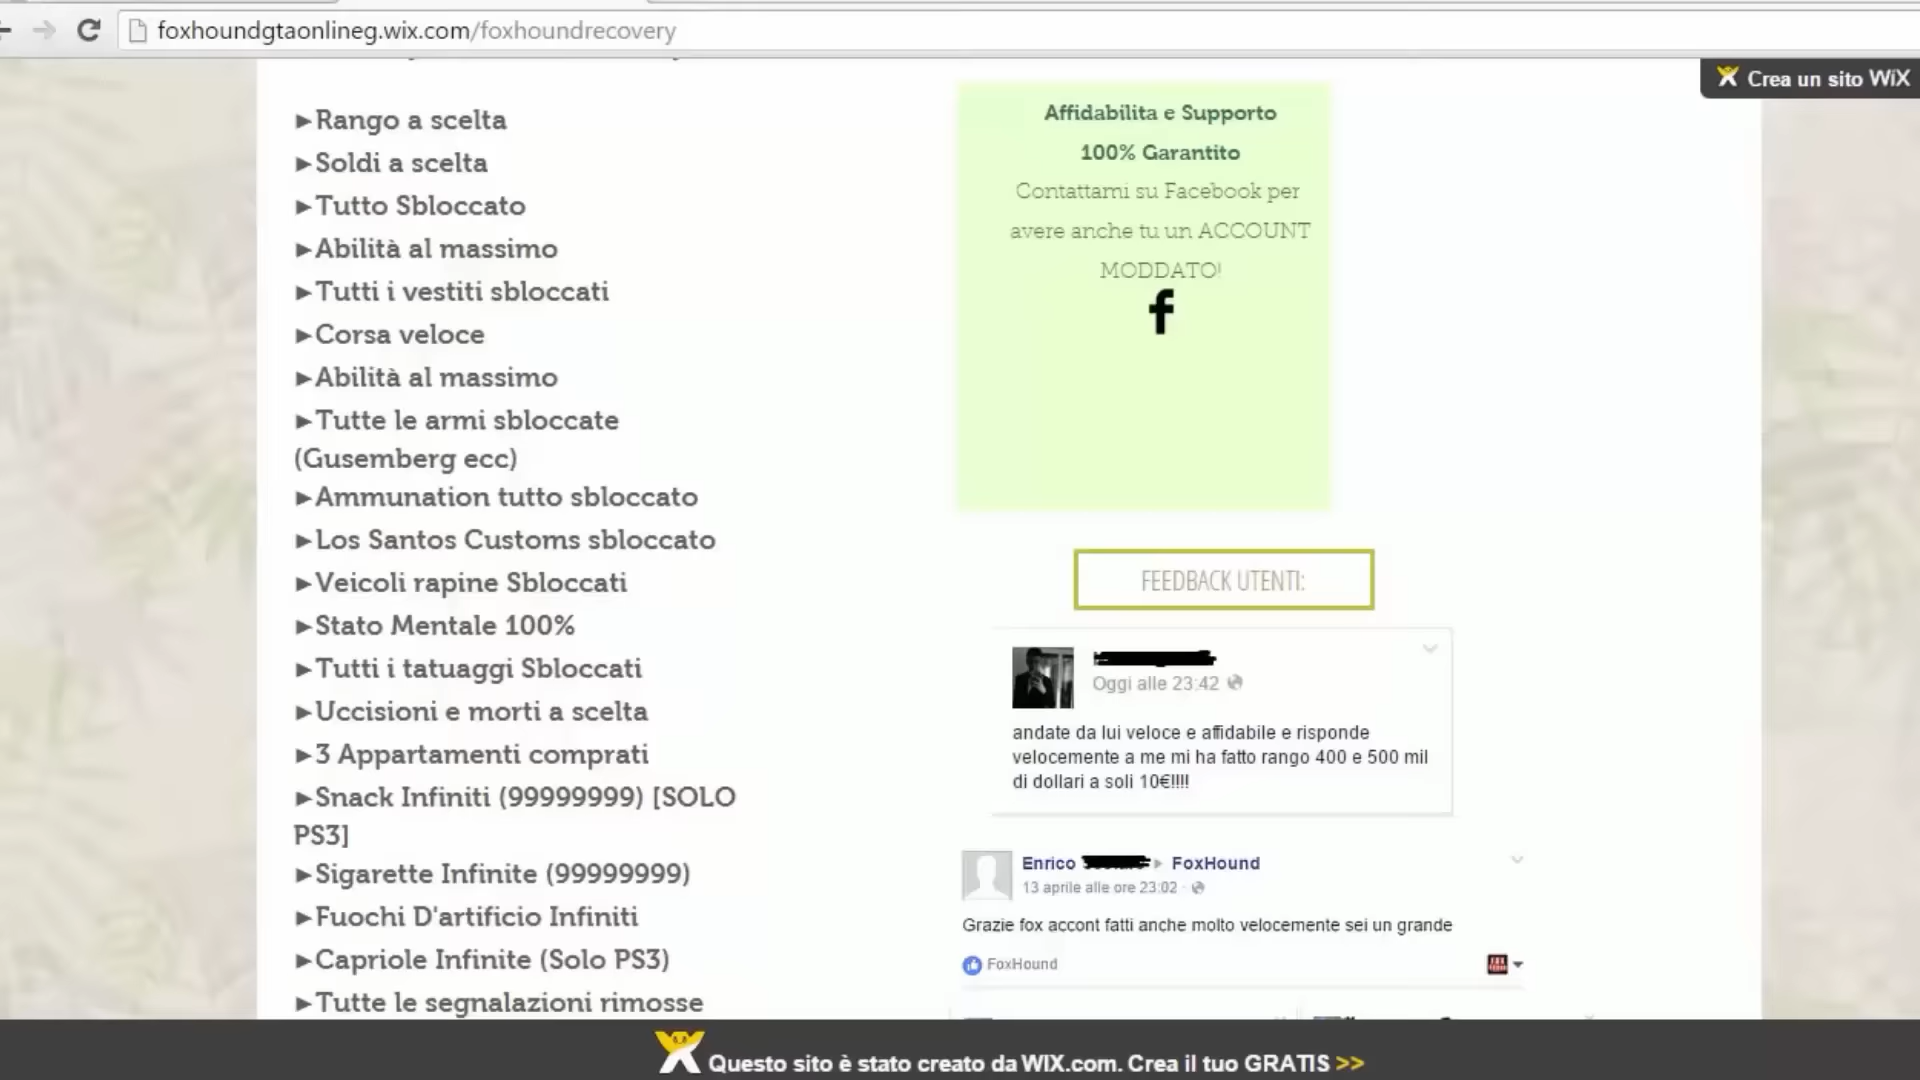 foxhoundgtaonlineg.wix.com/foxhoundrecovery
Crea un sito WiX
►Rango a scelta
►Soldi a scelta
►Tutto Sbloccato
►Abilità al massimo
►Tutti i vestiti sbloccati
►Corsa veloce
►Abilità al massimo
►Tutte le armi sbloccate
(Gusemberg ecc)
►Ammunation tutto sbloccato
►Los Santos Customs sbloccato
►Veicoli rapine Sbloccati
►Stato Mentale 100%
►Tutti i tatuaggi Sbloccati
►Uccisioni e morti a scelta
►3 Appartamenti comprati
►Snack Infiniti (99999999) [SOLO
PS3]
►Sigarette Infinite (99999999)
►Fuochi D'artificio Infiniti
►Capriole Infinite (Solo PS3)
►Tutte le segnalazioni rimosse
Affidabilita e Supporto
100% Garantito
Contattami su Facebook per
avere anche tu un ACCOUNT
MODDATO!
f
FEEDBACK UTENTI:
Oggi alle 23:42
andate da lui veloce e affidabile e risponde
velocemente a me mi ha fatto rango 400 e 500 mil
di dollari a soli 10€!!!!
Enrico ▸ FoxHound
13 aprile alle ore 23:02 ·
Grazie fox accont fatti anche molto velocemente sei un grande
FoxHound
Questo sito è stato creato da WIX.com. Crea il tuo GRATIS >>